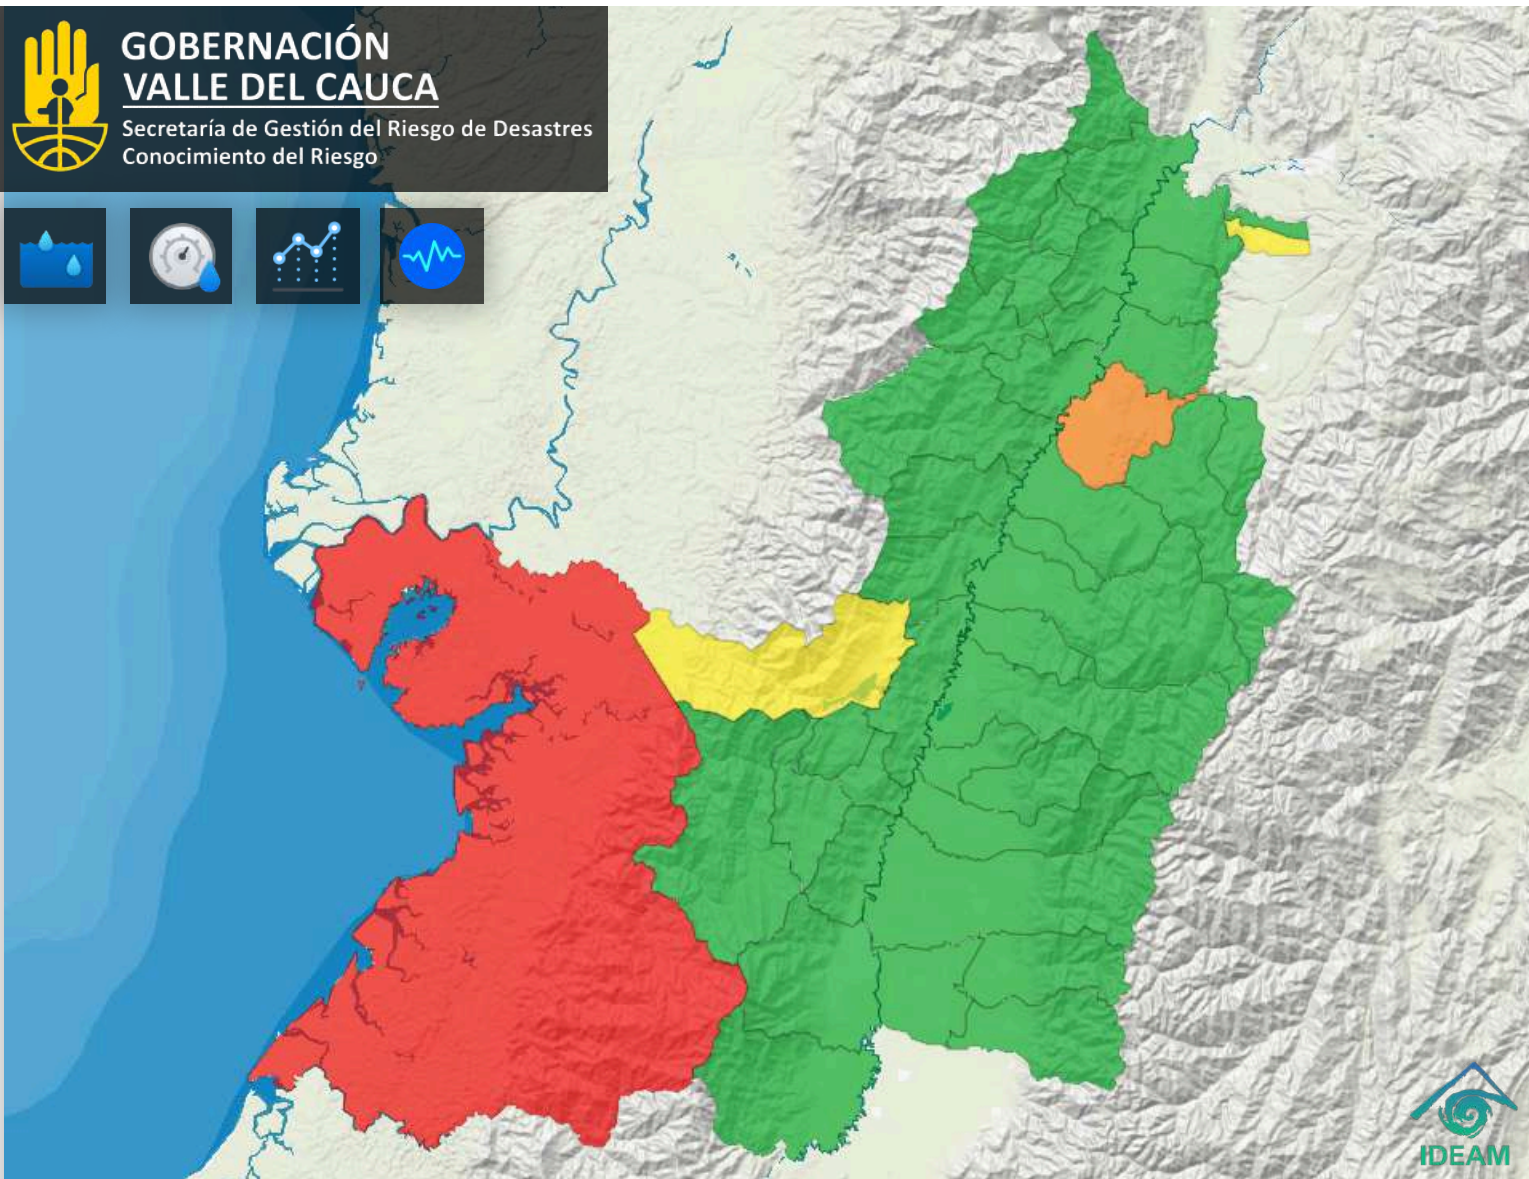 GOBERNACIÓN
VALLE DEL CAUCA
Secretaría de Gestión del Riesgo de Desastres
Conocimiento del Riesgo
IDEAM